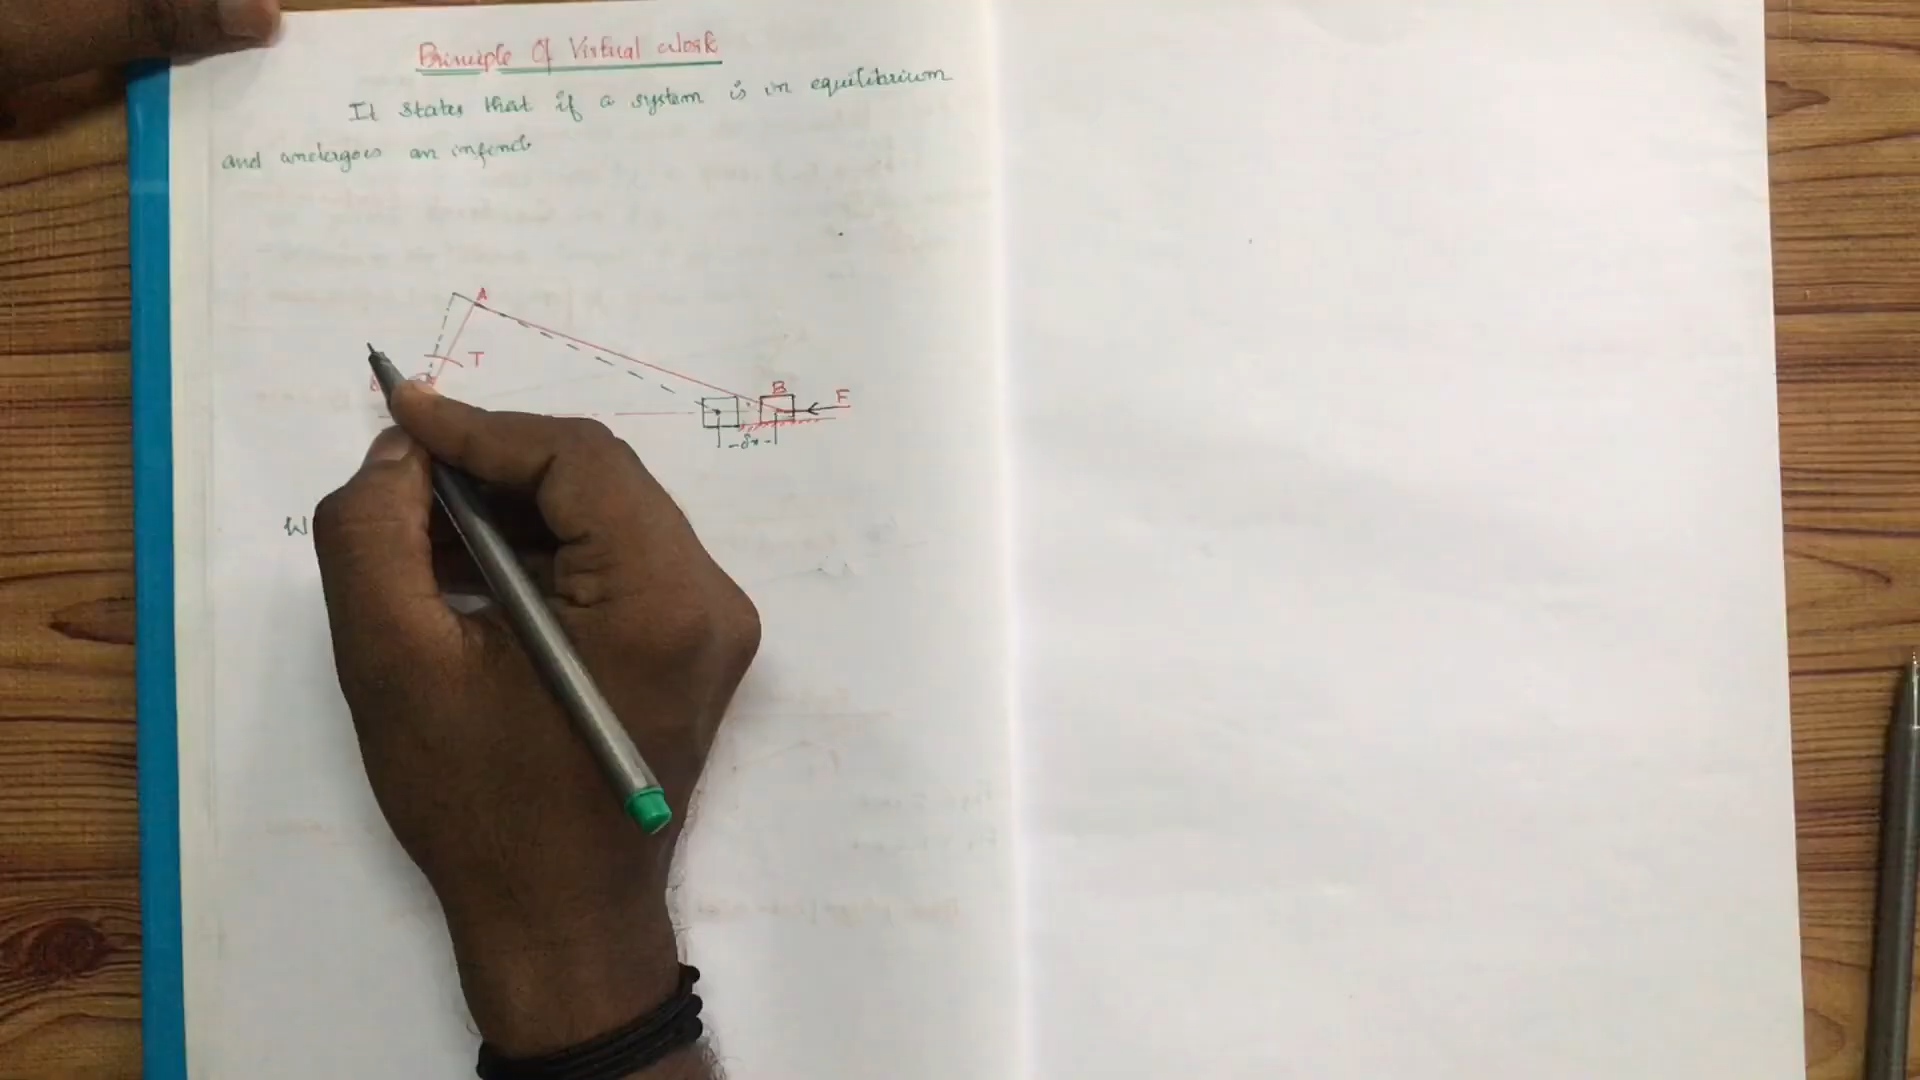 Principle Of Virtual Work
It states that if a system is in equilibrium
and undergoes an infinit
A
T
B
F
δx
W